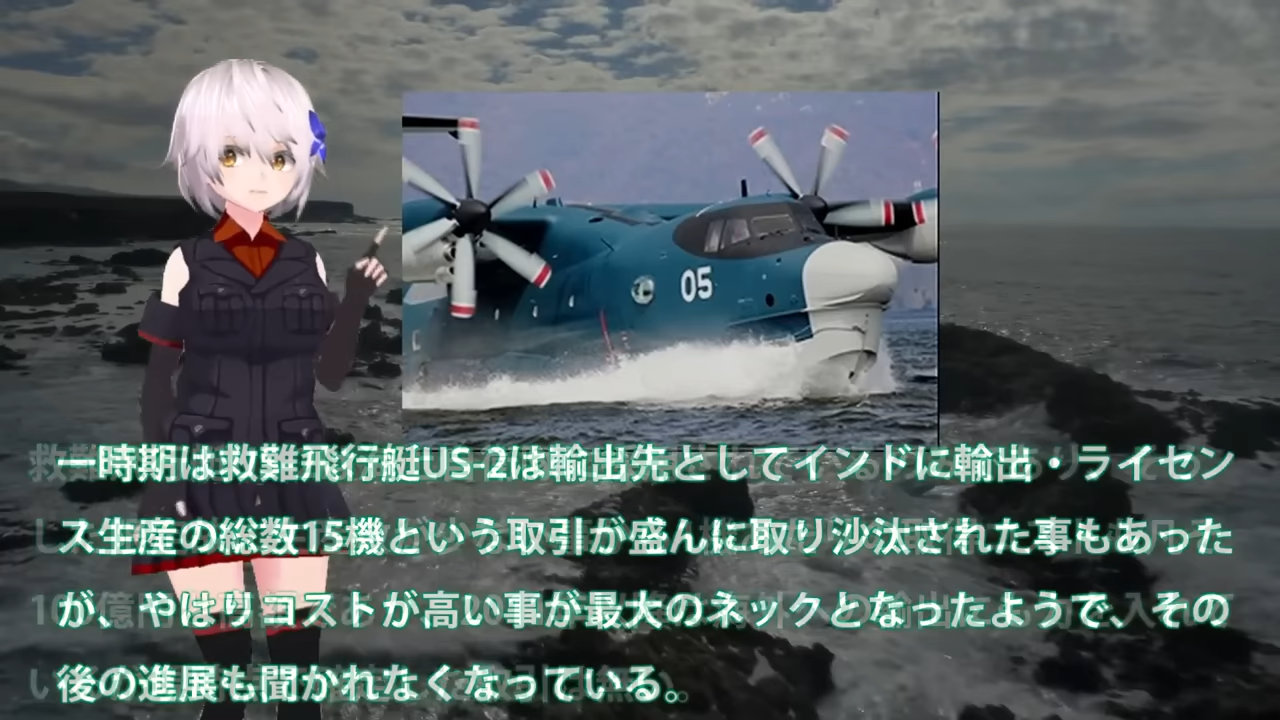 05
一時期は救難飛行艇US-2は輸出先としてインドに輸出・ライセン
ス生産の総数15機という取引が盛んに取り沙汰された事もあった
が、やはりコストが高い事が最大のネックとなったようで、その
後の進展も聞かれなくなっている。